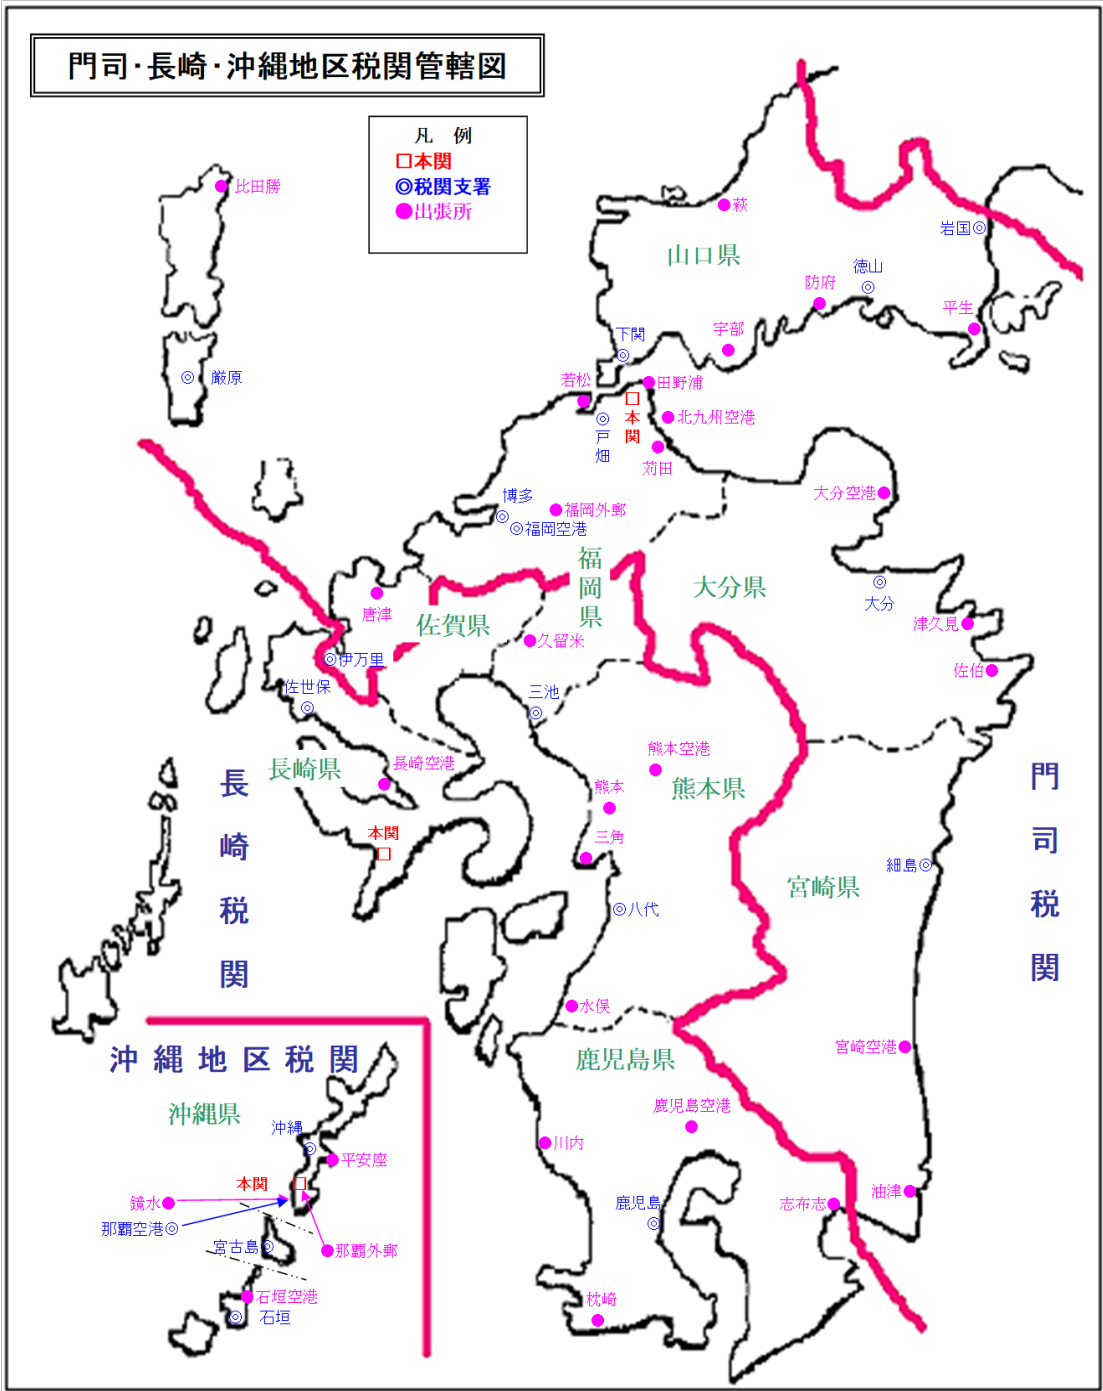 門司・長崎・沖縄地区税関管轄図
凡 例
□本関
◎税関支署
●出張所
比田勝
萩
岩国◎
山口県
徳山
防府
平生
宇部
下関
厳原
若松
田野浦
本関
北九州空港
戸畑
苅田
博多
大分空港
福岡外郵
◎福岡空港
福岡県
大分県
大分
唐津
佐賀県
津久見
久留米
◎伊万里
佐伯
佐世保
三池
熊本空港
長崎空港
長崎県
熊本県
熊本
長崎税関
門司税関
本関
三角
細島◎
宮崎県
◎八代
水俣
沖縄地区税関
宮崎空港
鹿児島県
沖縄県
鹿児島空港
沖縄
川内
平安座
本関
鏡水
油津
志布志
鹿児島
那覇空港◎
宮古島
那覇外郵
石垣空港
石垣
枕崎